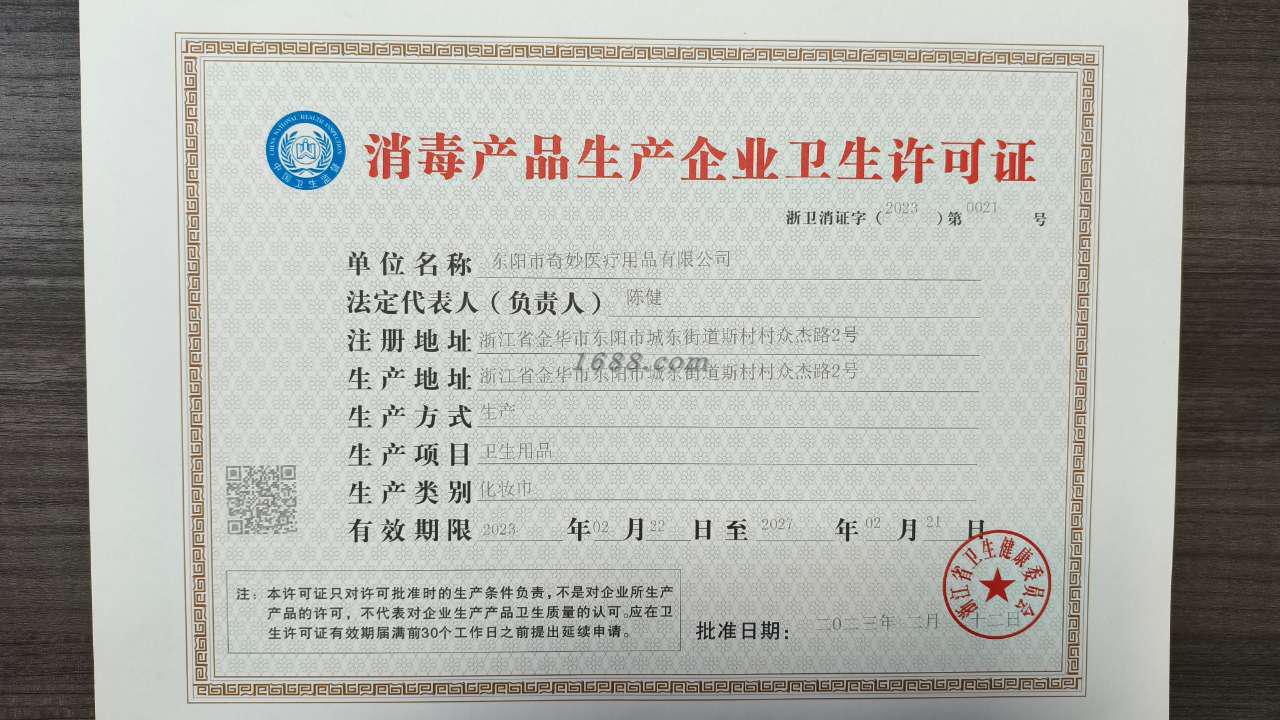 CHINA NATIONAL HEALTH INSPECTION
中国卫生监督
消毒产品生产企业卫生许可证
浙卫消证字（2023）第0021号
单位名称 东阳市奇妙医疗用品有限公司
法定代表人（负责人） 陈健
注册地址 浙江省金华市东阳市城东街道斯村村众杰路2号
1688.com
生产地址 浙江省金华市东阳市城东街道斯村村众杰路2号
生产方式 生产
生产项目 卫生用品
生产类别 化妆巾
有效期限 2023 年 02 月 22 日至 2027 年 02 月 21 日
浙江省卫生健康委员会
注：本许可证只对许可批准时的生产条件负责，不是对企业所生产
产品的许可，不代表对企业生产产品卫生质量的认可。应在卫
生许可证有效期届满前30个工作日之前提出延续申请。
批准日期： 二〇二三年 二月 二十二日